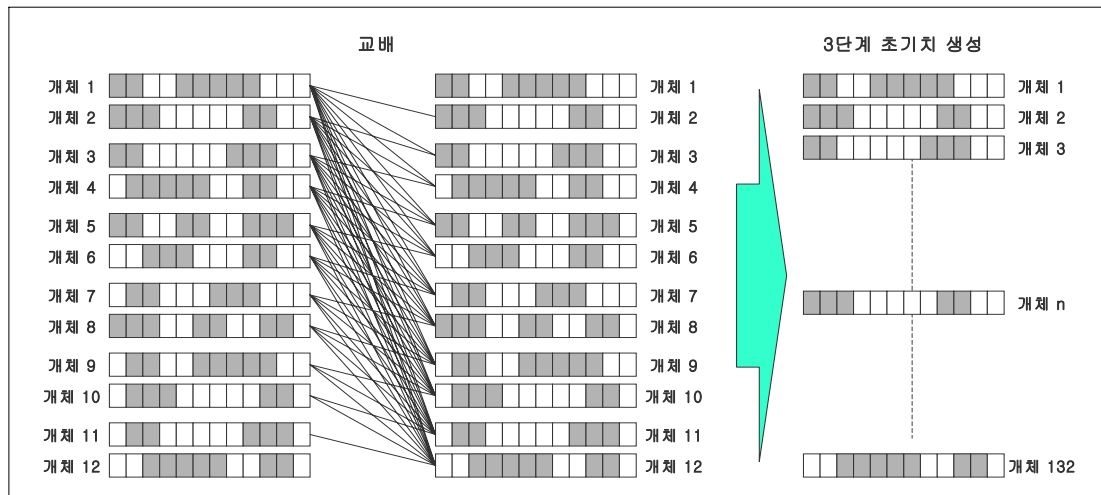 교배
3단계 초기치 생성
개체 1
개체 2
개체 3
개체 4
개체 5
개체 6
개체 7
개체 8
개체 9
개체 10
개체 11
개체 12
개체 1
개체 2
개체 3
개체 4
개체 5
개체 6
개체 7
개체 8
개체 9
개체 10
개체 11
개체 12
개체 1
개체 2
개체 3
개체 n
개체 132